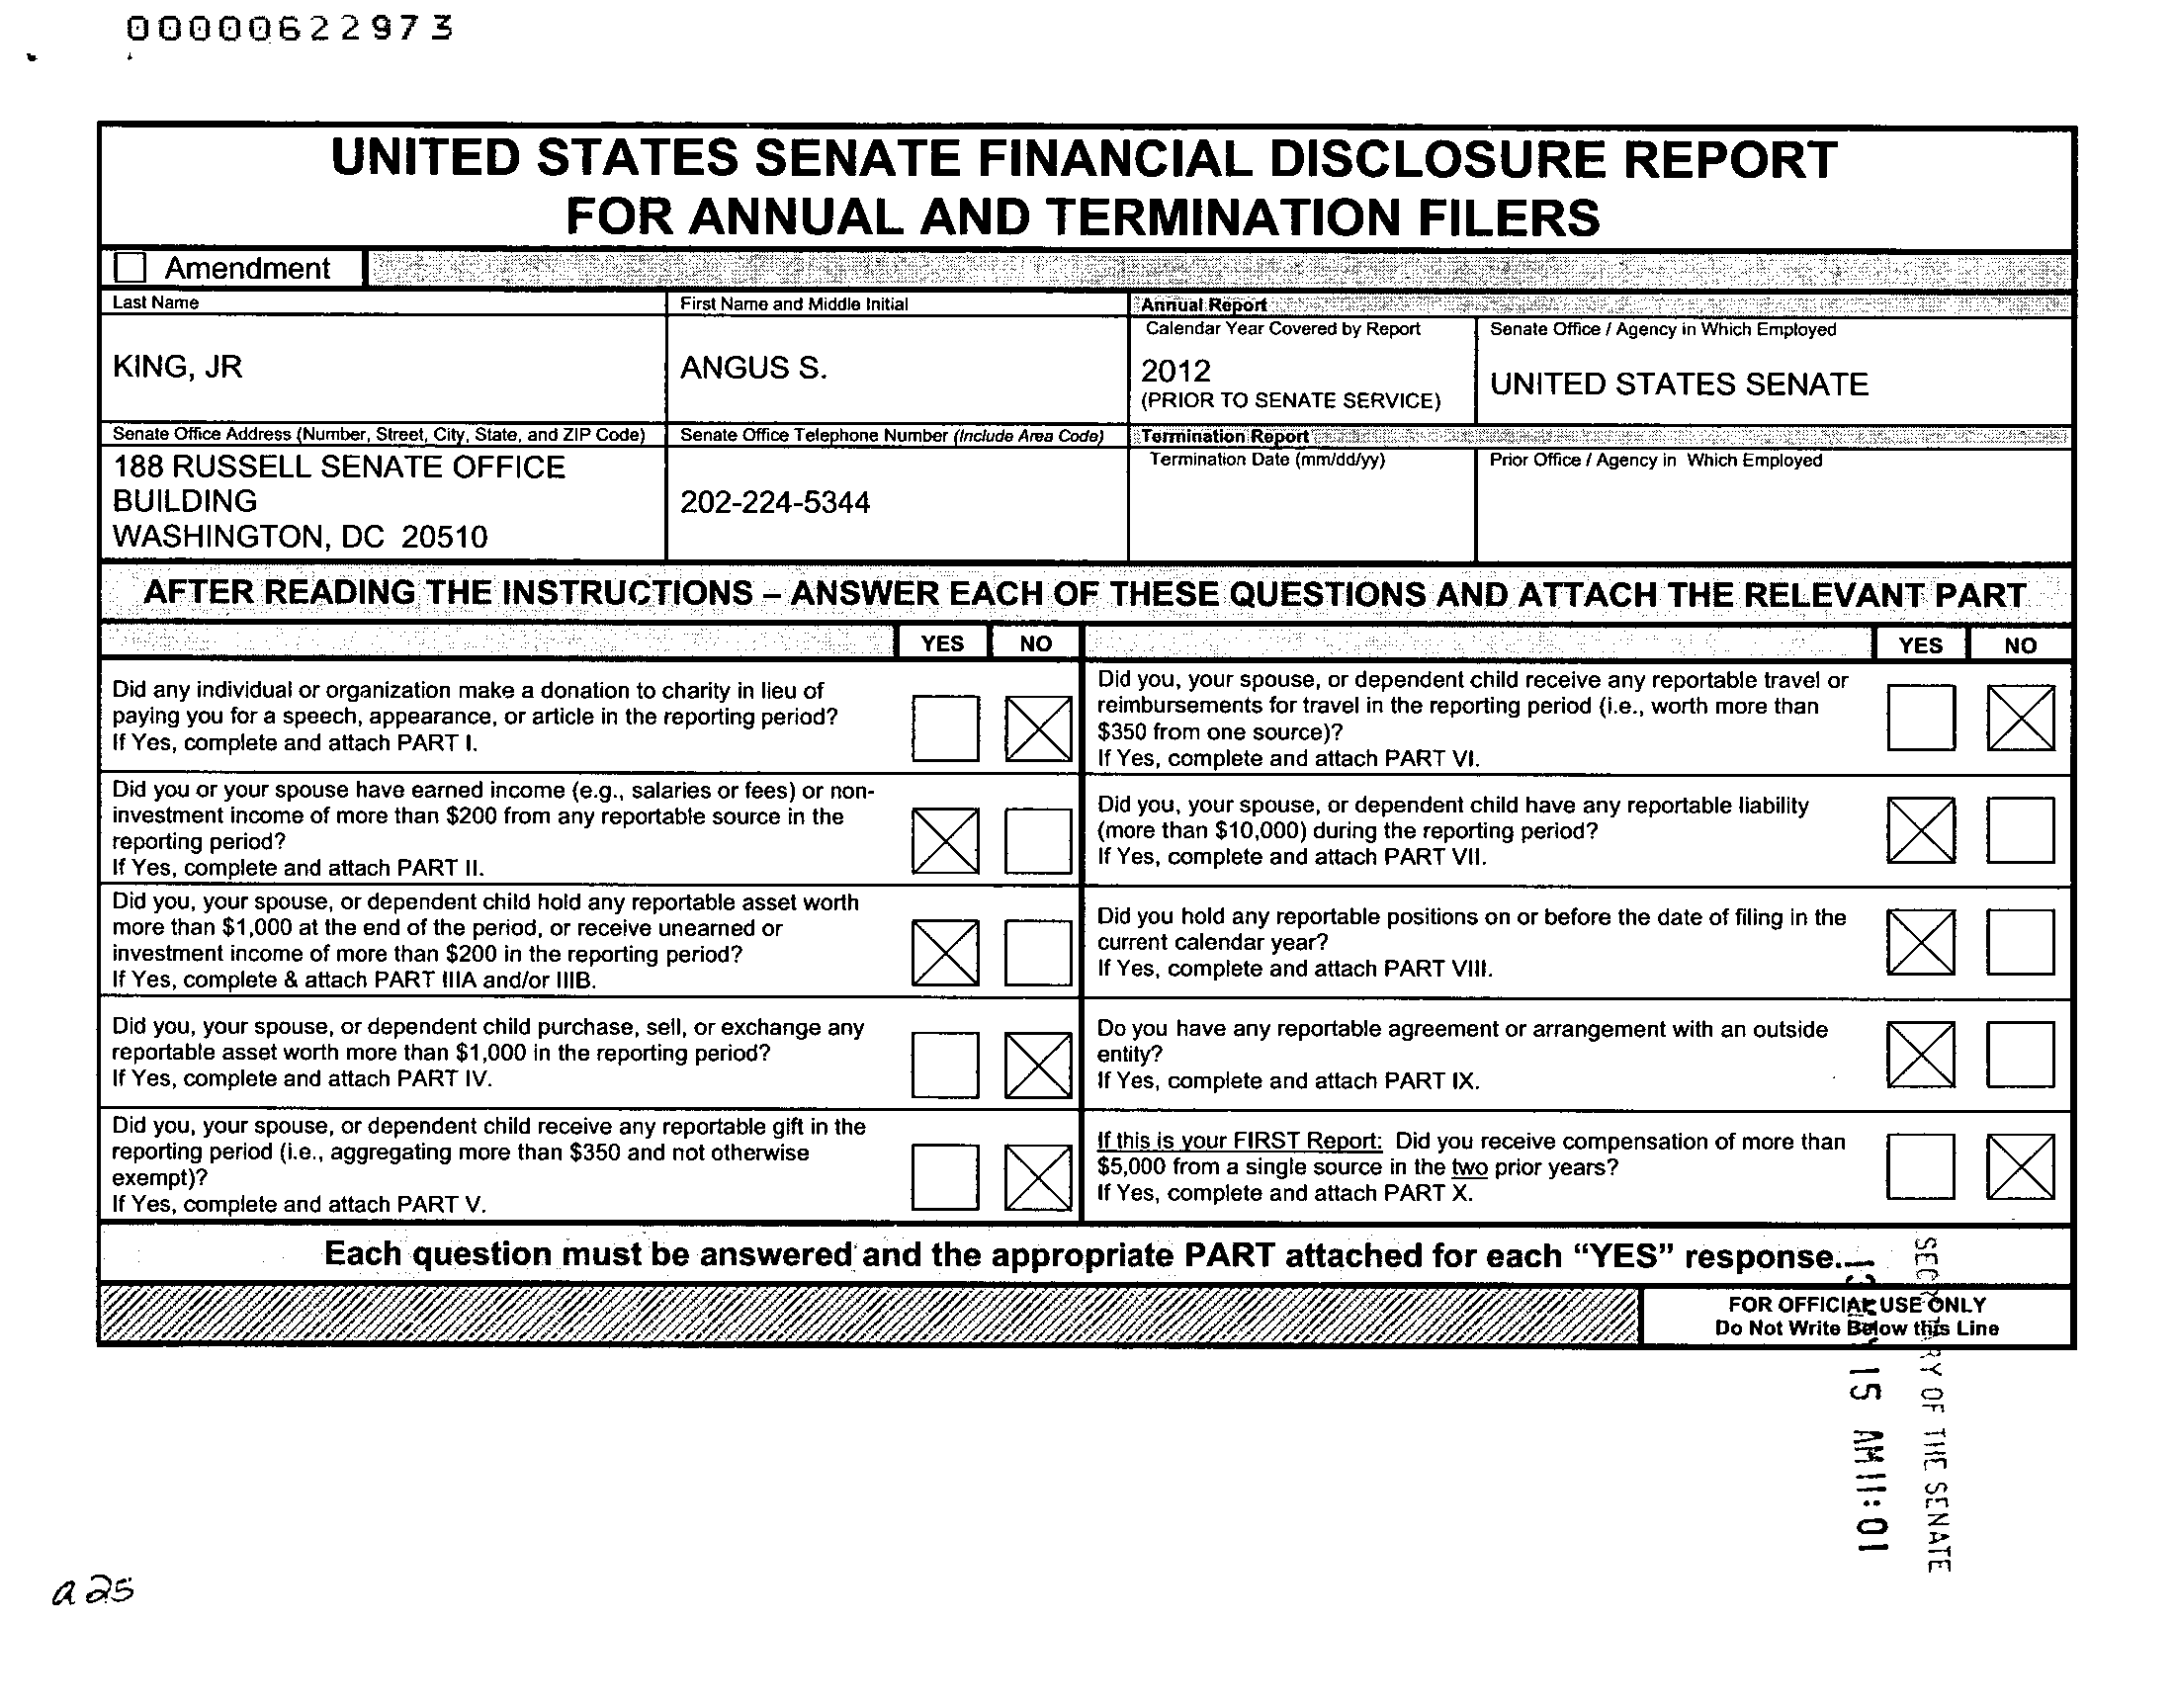 00000622973
UNITED STATES SENATE FINANCIAL DISCLOSURE REPORT
FOR ANNUAL AND TERMINATION FILERS
Amendment
Last Name
First Name and Middle Initial
Annual Report
Calendar Year Covered by Report
Senate Office / Agency in Which Employed
KING, JR
ANGUS S.
2012
(PRIOR TO SENATE SERVICE)
UNITED STATES SENATE
Senate Office Address (Number, Street, City, State, and ZIP Code)
Senate Office Telephone Number (Include Area Code)
Termination Report
Termination Date (mm/dd/yy)
Prior Office / Agency in Which Employed
188 RUSSELL SENATE OFFICE
BUILDING
WASHINGTON, DC 20510
202-224-5344
AFTER READING THE INSTRUCTIONS – ANSWER EACH OF THESE QUESTIONS AND ATTACH THE RELEVANT PART
YES NO
Did any individual or organization make a donation to charity in lieu of
paying you for a speech, appearance, or article in the reporting period?
If Yes, complete and attach PART I.
Did you or your spouse have earned income (e.g., salaries or fees) or non-
investment income of more than $200 from any reportable source in the
reporting period?
If Yes, complete and attach PART II.
Did you, your spouse, or dependent child hold any reportable asset worth
more than $1,000 at the end of the period, or receive unearned or
investment income of more than $200 in the reporting period?
If Yes, complete & attach PART IIIA and/or IIIB.
Did you, your spouse, or dependent child purchase, sell, or exchange any
reportable asset worth more than $1,000 in the reporting period?
If Yes, complete and attach PART IV.
Did you, your spouse, or dependent child receive any reportable gift in the
reporting period (i.e., aggregating more than $350 and not otherwise
exempt)?
If Yes, complete and attach PART V.
YES NO
Did you, your spouse, or dependent child receive any reportable travel or
reimbursements for travel in the reporting period (i.e., worth more than
$350 from one source)?
If Yes, complete and attach PART VI.
Did you, your spouse, or dependent child have any reportable liability
(more than $10,000) during the reporting period?
If Yes, complete and attach PART VII.
Did you hold any reportable positions on or before the date of filing in the
current calendar year?
If Yes, complete and attach PART VIII.
Do you have any reportable agreement or arrangement with an outside
entity?
If Yes, complete and attach PART IX.
If this is your FIRST Report: Did you receive compensation of more than
$5,000 from a single source in the two prior years?
If Yes, complete and attach PART X.
Each question must be answered and the appropriate PART attached for each “YES” response.
FOR OFFICIAL USE ONLY
Do Not Write Below this Line
SECRETARY OF THE SENATE
15 AM 11:01
a 25